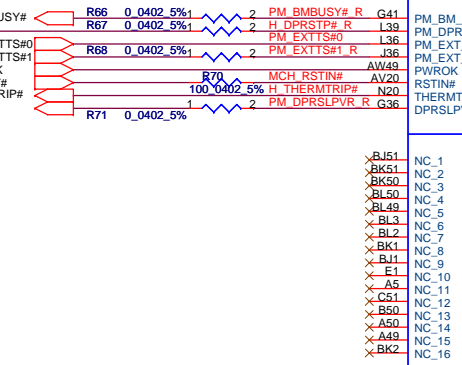 BUSY# R66 0_0402_5% 1 2 PM_BMBUSY#_R G41 PM_BM_
R67 0_0402_5% 1 2 H_DPRSTP#_R L39 PM_DPR
TTS#0 PM_EXTTS#0 L36 PM_EXT_
TTS#1 R68 0_0402_5% 1 2 PM_EXTTS#1_R J36 PM_EXT_
K AW49 PWROK
# R70 MCH_RSTIN# AV20 RSTIN#
RIP# 100_0402_5% H_THERMTRIP# N20 THERMT
1 2 PM_DPRSLPVR_R G36 DPRSLPV
R71 0_0402_5%
BJ51 NC_1
BK51 NC_2
BK50 NC_3
BL50 NC_4
BL49 NC_5
BL3 NC_6
BL2 NC_7
BK1 NC_8
BJ1 NC_9
E1 NC_10
A5 NC_11
C51 NC_12
B50 NC_13
A50 NC_14
A49 NC_15
BK2 NC_16